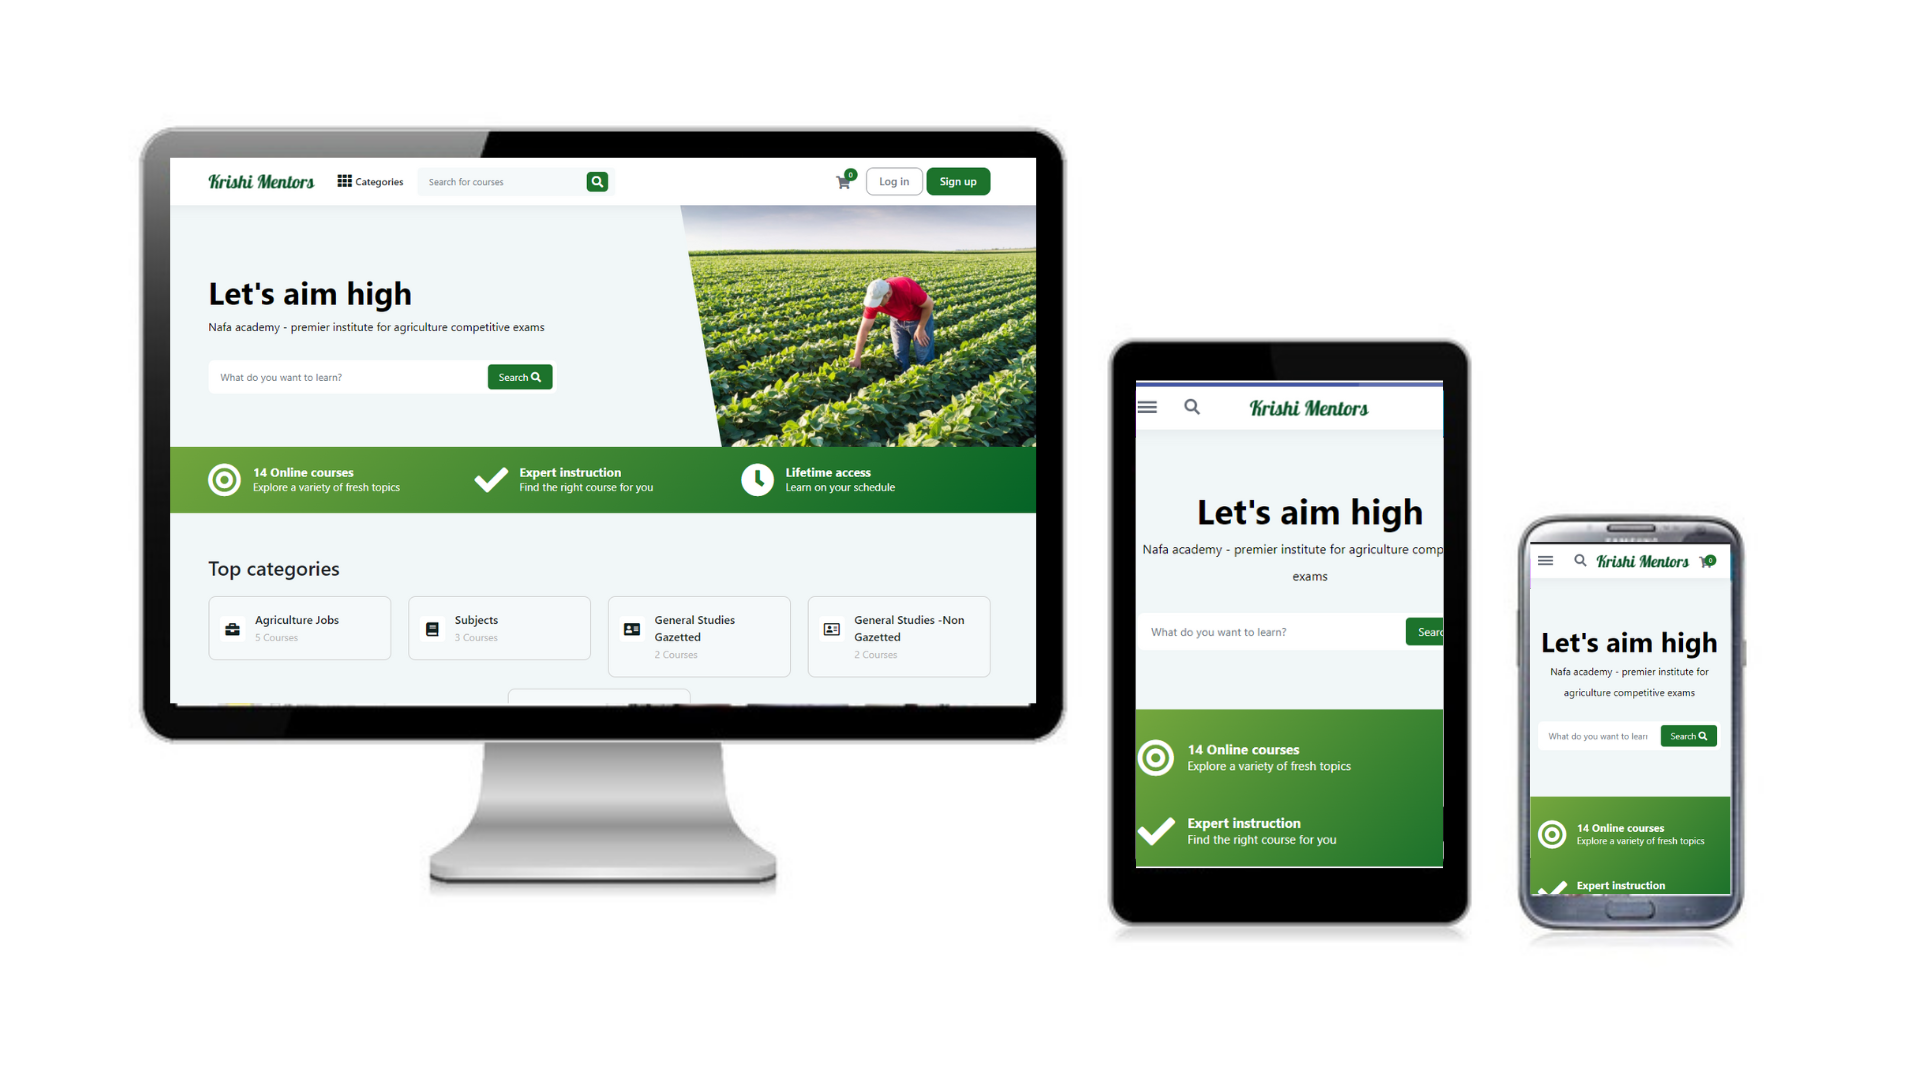 Krishi Mentors
Categories
Search for courses
0
Log in
Sign up
Let's aim high
Nafa academy - premier institute for agriculture competitive exams
What do you want to learn?
Search
14 Online courses
Explore a variety of fresh topics
Expert instruction
Find the right course for you
Lifetime access
Learn on your schedule
Top categories
Agriculture Jobs
5 Courses
Subjects
3 Courses
General Studies
Gazetted
2 Courses
General Studies -Non
Gazetted
2 Courses
Krishi Mentors
Let's aim high
Nafa academy - premier institute for agriculture comp
exams
What do you want to learn?
Searc
14 Online courses
Explore a variety of fresh topics
Expert instruction
Find the right course for you
Krishi Mentors
0
Let's aim high
Nafa academy - premier institute for
agriculture competitive exams
What do you want to learn
Search
14 Online courses
Explore a variety of fresh topics
Expert instruction